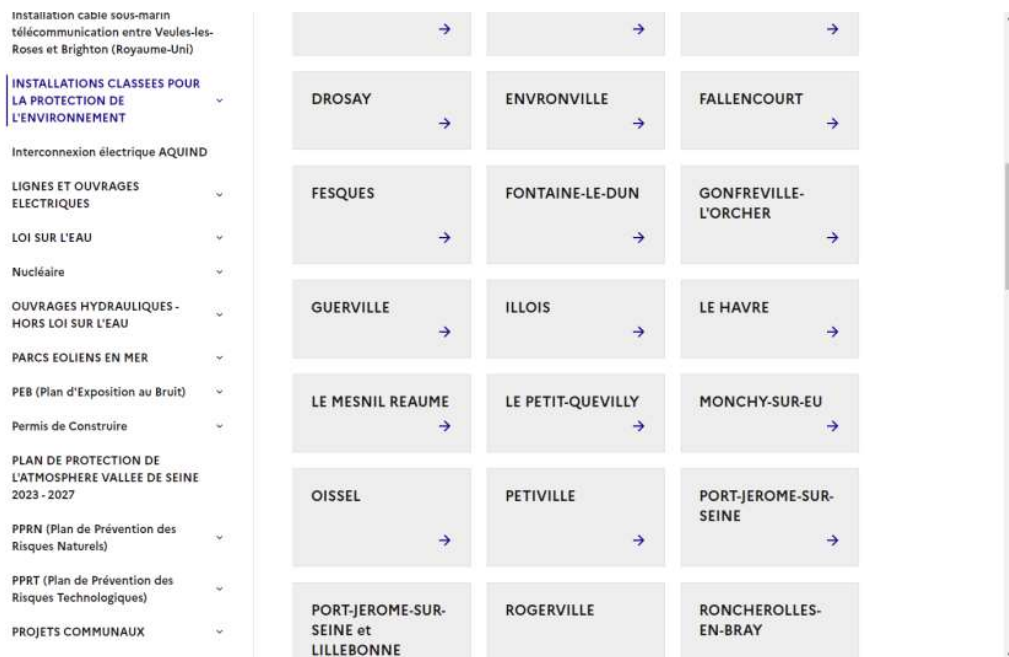 Installation câble sous-marin
télécommunication entre Veules-les-
Roses et Brighton (Royaume-Uni)
INSTALLATIONS CLASSEES POUR
LA PROTECTION DE
L'ENVIRONNEMENT
Interconnexion électrique AQUIND
LIGNES ET OUVRAGES
ELECTRIQUES
LOI SUR L'EAU
Nucléaire
OUVRAGES HYDRAULIQUES -
HORS LOI SUR L'EAU
PARCS EOLIENS EN MER
PEB (Plan d'Exposition au Bruit)
Permis de Construire
PLAN DE PROTECTION DE
L'ATMOSPHERE VALLEE DE SEINE
2023 - 2027
PPRN (Plan de Prévention des
Risques Naturels)
PPRT (Plan de Prévention des
Risques Technologiques)
PROJETS COMMUNAUX
DROSAY
ENVRONVILLE
FALLENCOURT
FESQUES
FONTAINE-LE-DUN
GONFREVILLE-
L'ORCHER
GUERVILLE
ILLOIS
LE HAVRE
LE MESNIL REAUME
LE PETIT-QUEVILLY
MONCHY-SUR-EU
OISSEL
PETIVILLE
PORT-JEROME-SUR-
SEINE
PORT-JEROME-SUR-
SEINE et
LILLEBONNE
ROGERVILLE
RONCHEROLLES-
EN-BRAY